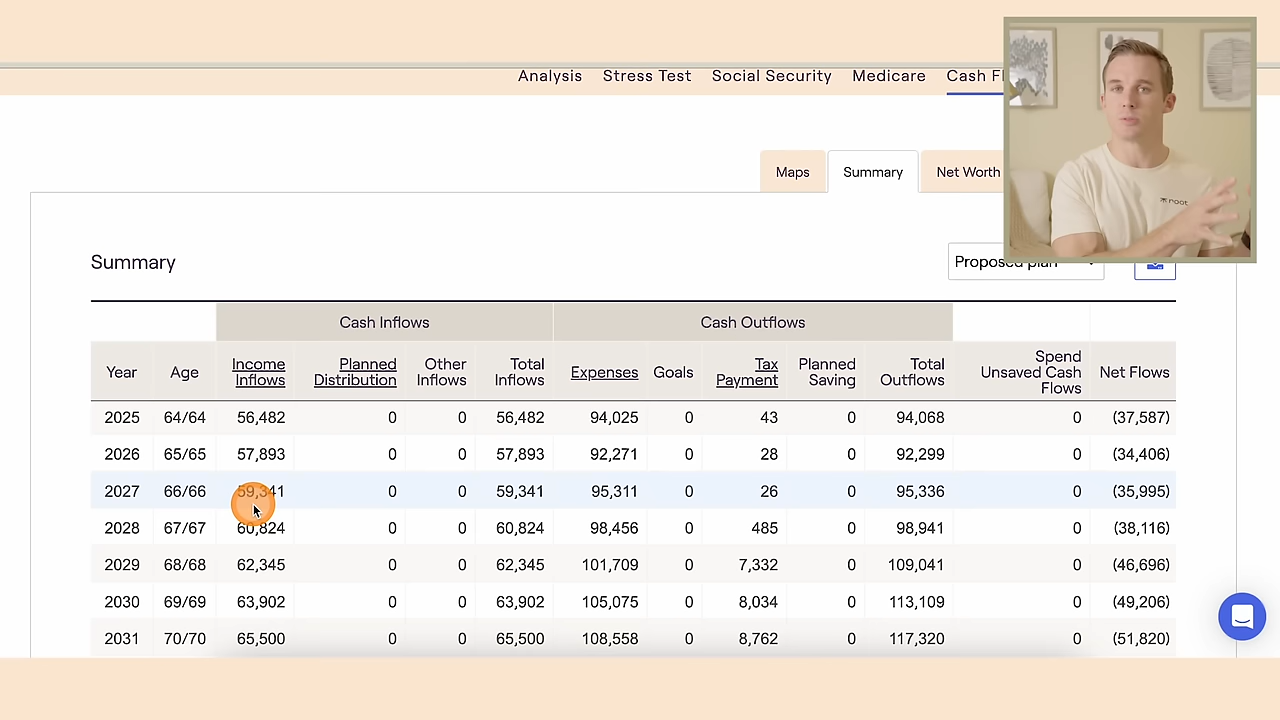 Analysis Stress Test Social Security Medicare Cash Fl
Maps Summary Net Worth
root
Summary Proposed plan
Cash Inflows Cash Outflows
Year Age Income Inflows Planned Distribution Other Inflows Total Inflows Expenses Goals Tax Payment Planned Saving Total Outflows Spend Unsaved Cash Flows Net Flows
2025 64/64 56,482 0 0 56,482 94,025 0 43 0 94,068 0 (37,587)
2026 65/65 57,893 0 0 57,893 92,271 0 28 0 92,299 0 (34,406)
2027 66/66 59,341 0 0 59,341 95,311 0 26 0 95,336 0 (35,995)
2028 67/67 60,824 0 0 60,824 98,456 0 485 0 98,941 0 (38,116)
2029 68/68 62,345 0 0 62,345 101,709 0 7,332 0 109,041 0 (46,696)
2030 69/69 63,902 0 0 63,902 105,075 0 8,034 0 113,109 0 (49,206)
2031 70/70 65,500 0 0 65,500 108,558 0 8,762 0 117,320 0 (51,820)